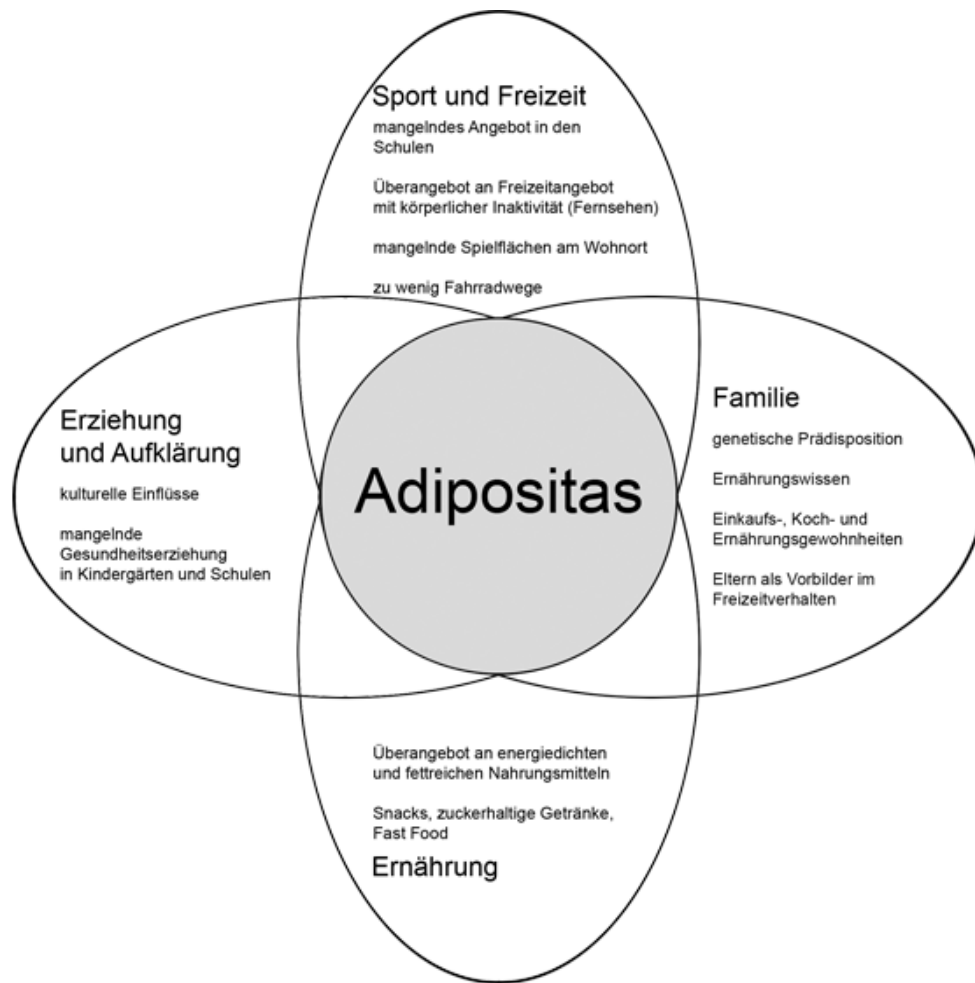 Sport und Freizeit
mangelndes Angebot in den
Schulen
Überangebot an Freizeitangebot
mit körperlicher Inaktivität (Fernsehen)
mangelnde Spielflächen am Wohnort
zu wenig Fahrradwege
Erziehung
und Aufklärung
kulturelle Einflüsse
mangelnde
Gesundheitserziehung
in Kindergärten und Schulen
Adipositas
Familie
genetische Prädisposition
Ernährungswissen
Einkaufs-, Koch- und
Ernährungsgewohnheiten
Eltern als Vorbilder im
Freizeitverhalten
Überangebot an energiedichten
und fettreichen Nahrungsmitteln
Snacks, zuckerhaltige Getränke,
Fast Food
Ernährung